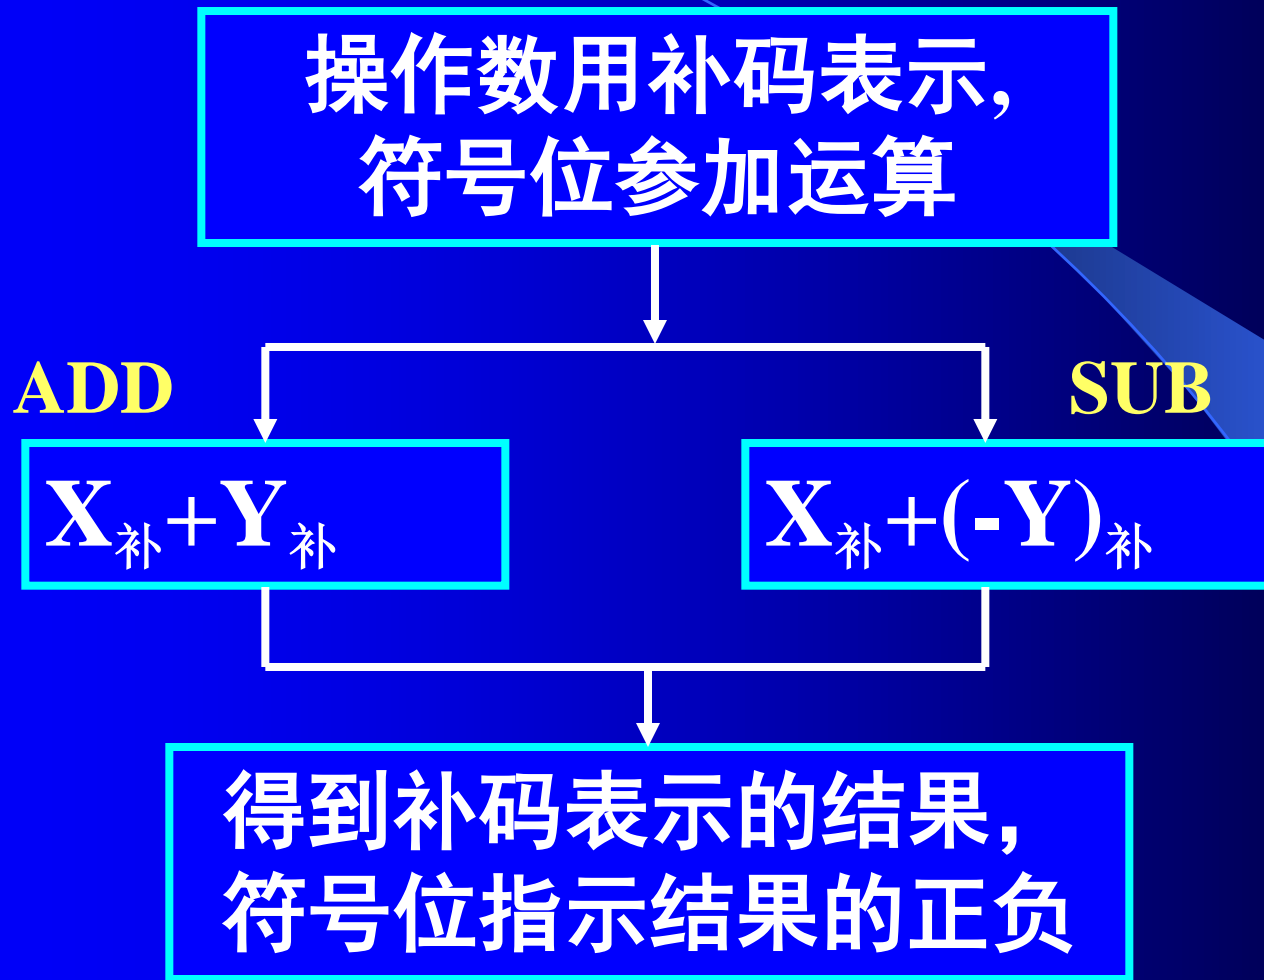 操作数用补码表示,
符号位参加运算
ADD
SUB
X补+Y补
X补+(-Y)补
得到补码表示的结果，
符号位指示结果的正负